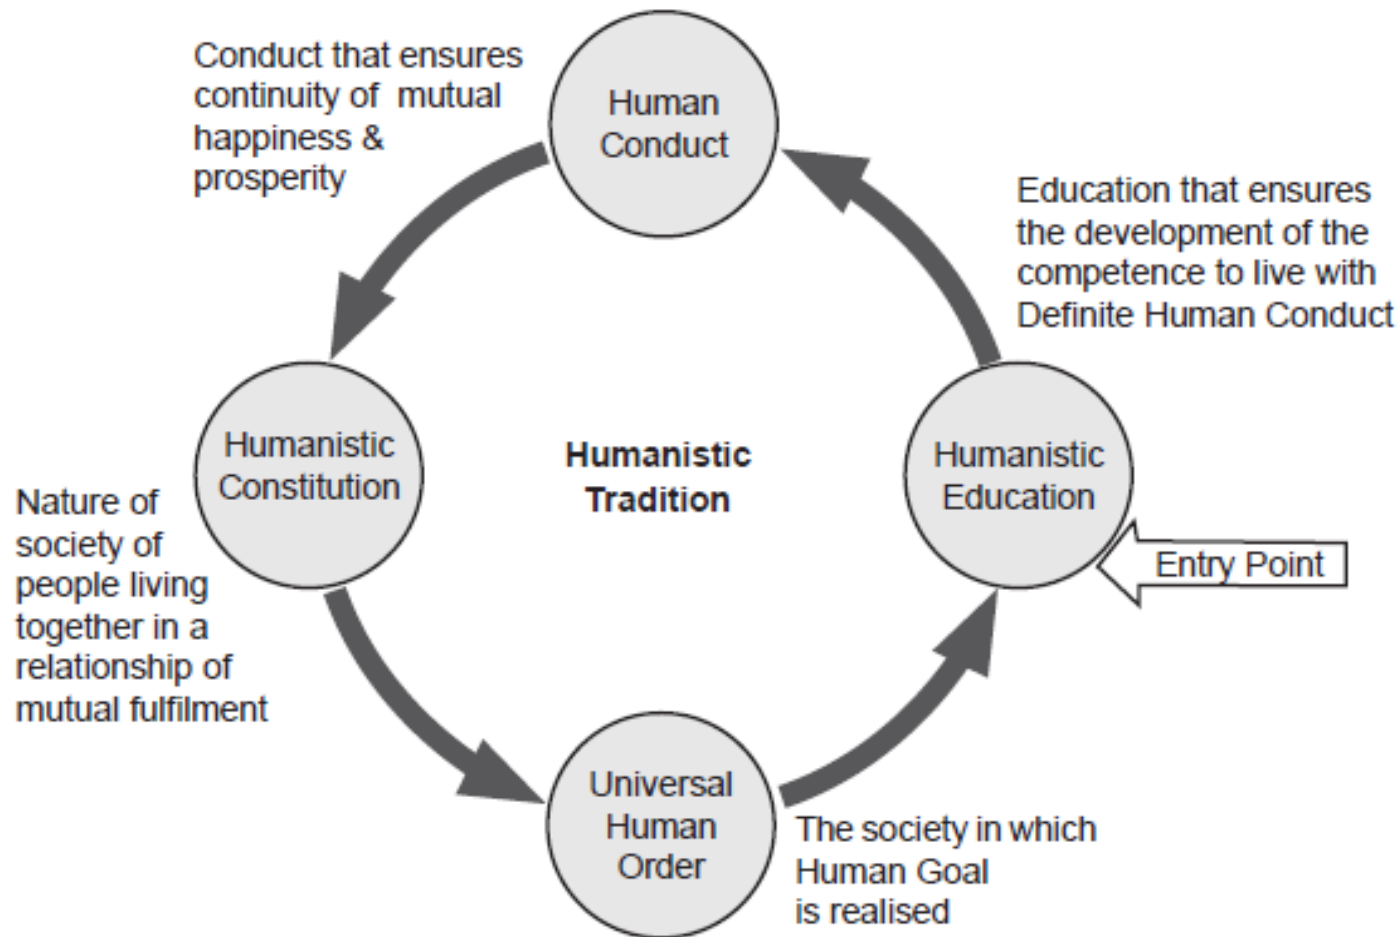 Conduct that ensures
continuity of mutual
happiness &
prosperity
Human
Conduct
Education that ensures
the development of the
competence to live with
Definite Human Conduct
Humanistic
Constitution
Humanistic
Tradition
Humanistic
Education
Entry Point
Nature of
society of
people living
together in a
relationship of
mutual fulfilment
Universal
Human
Order
The society in which
Human Goal
is realised